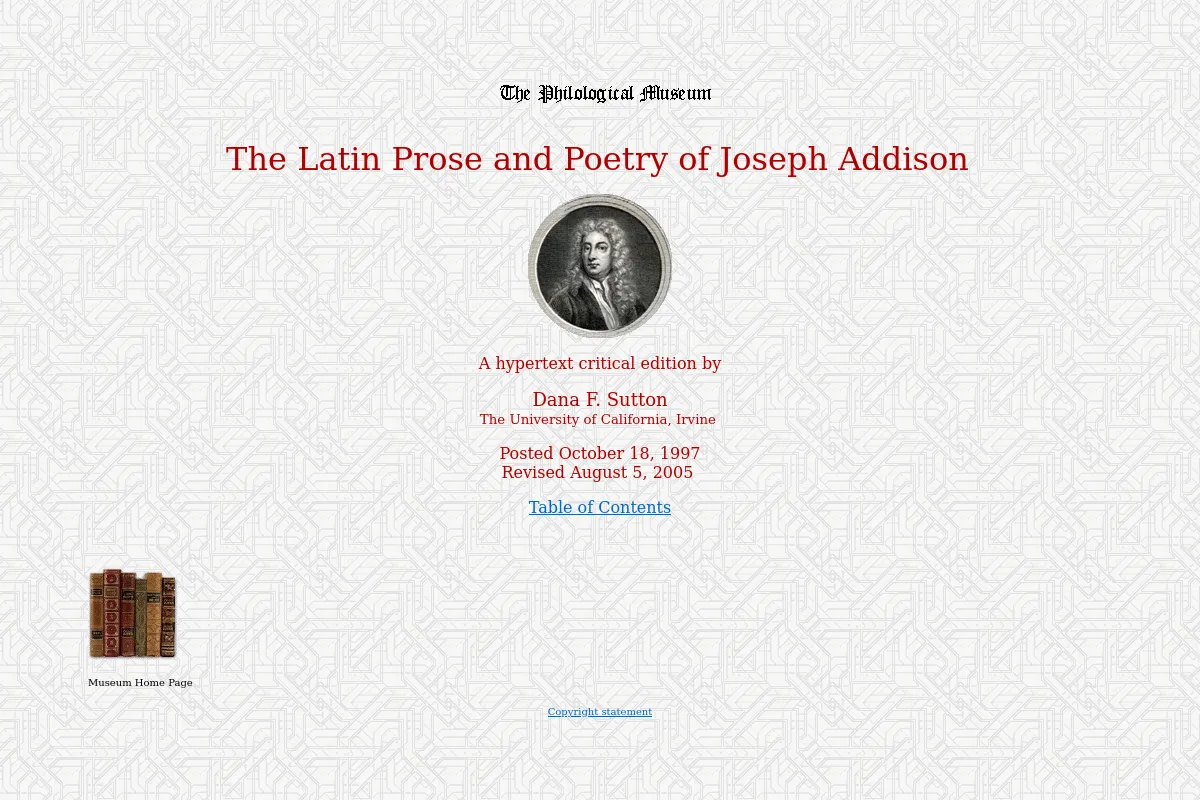 The Philological Museum
The Latin Prose and Poetry of Joseph Addison
A hypertext critical edition by
Dana F. Sutton
The University of California, Irvine
Posted October 18, 1997
Revised August 5, 2005
Table of Contents
Museum Home Page
Copyright statement